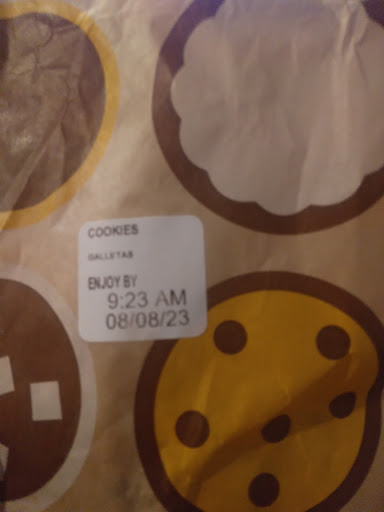 COOKIES
GALLETAS
ENJOY BY
9:23 AM
08/08/23